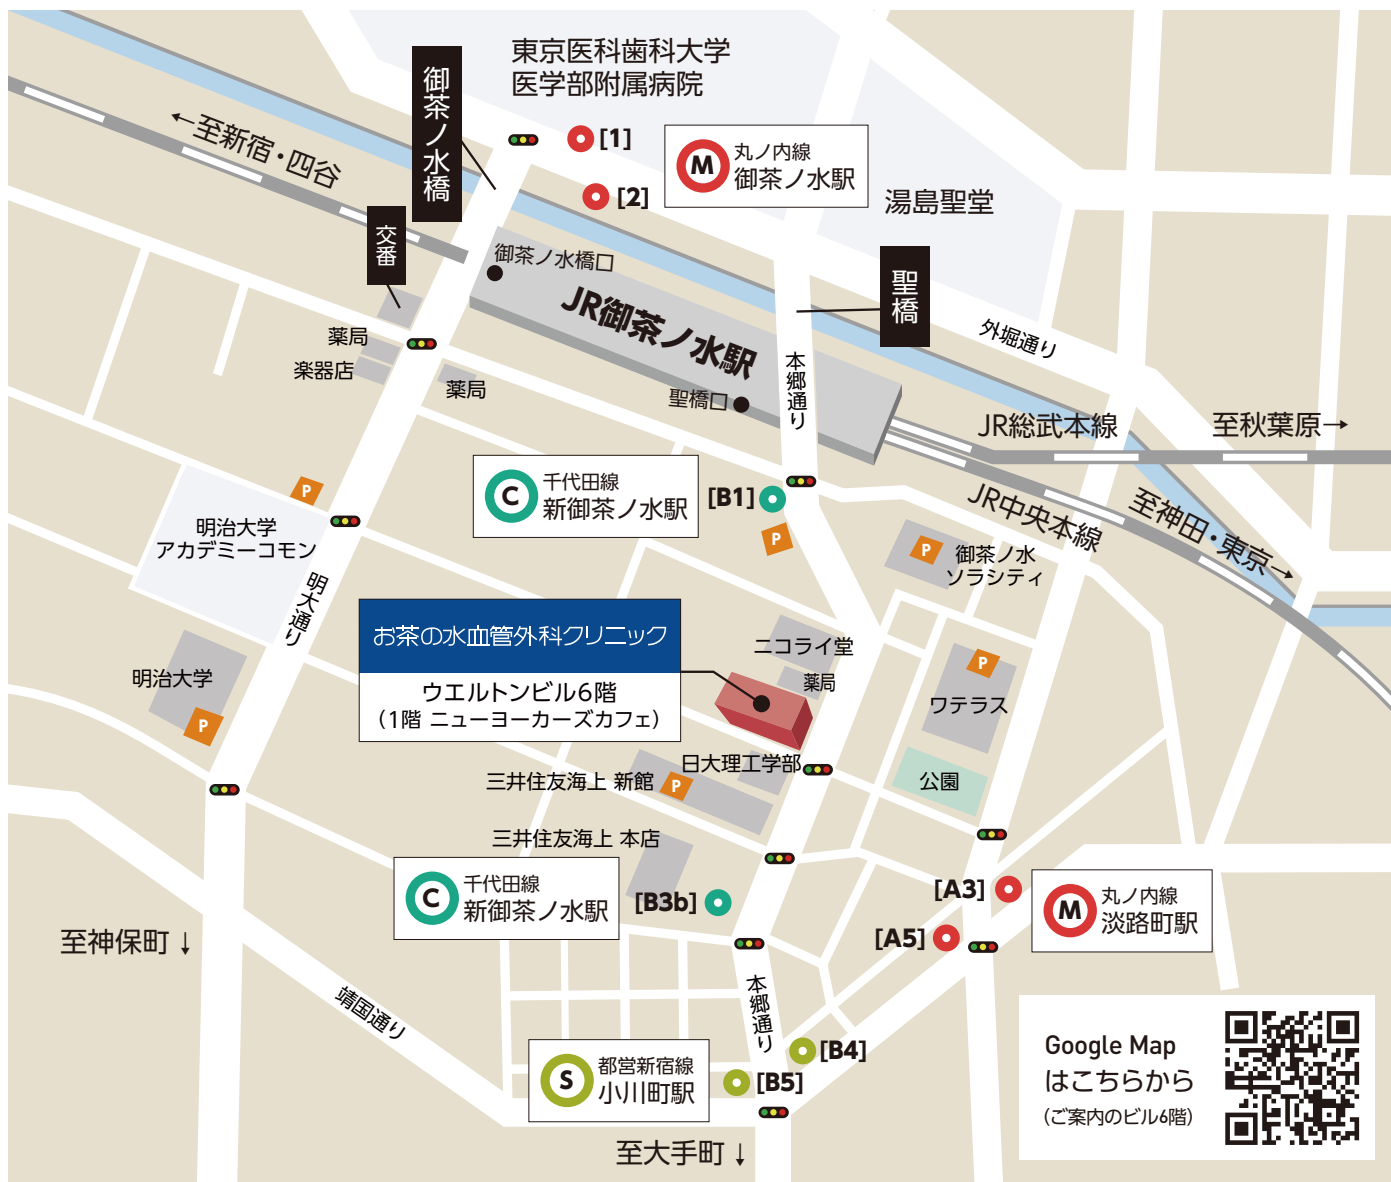 東京医科歯科大学
医学部附属病院
御茶ノ水橋
[1]
M
丸ノ内線
御茶ノ水駅
←至新宿・四谷
[2]
湯島聖堂
交番
御茶ノ水橋口
JR御茶ノ水駅
聖橋
外堀通り
薬局
楽器店
薬局
聖橋口
本郷通り
JR総武本線
至秋葉原→
C
千代田線
新御茶ノ水駅
[B1]
P
P
JR中央本線
至神田・東京→
明治大学
アカデミーコモン
P
御茶ノ水
ソラシティ
明大通り
お茶の水血管外科クリニック
ウエルトンビル6階
(1階 ニューヨーカーズカフェ)
ニコライ堂
薬局
P
ワテラス
明治大学
P
日大理工学部
三井住友海上 新館
P
公園
三井住友海上 本店
C
千代田線
新御茶ノ水駅
[B3b]
[A3]
M
丸ノ内線
淡路町駅
[A5]
至神保町↓
靖国通り
本郷通り
S
都営新宿線
小川町駅
[B4]
[B5]
至大手町↓
Google Map
はこちらから
(ご案内のビル6階)